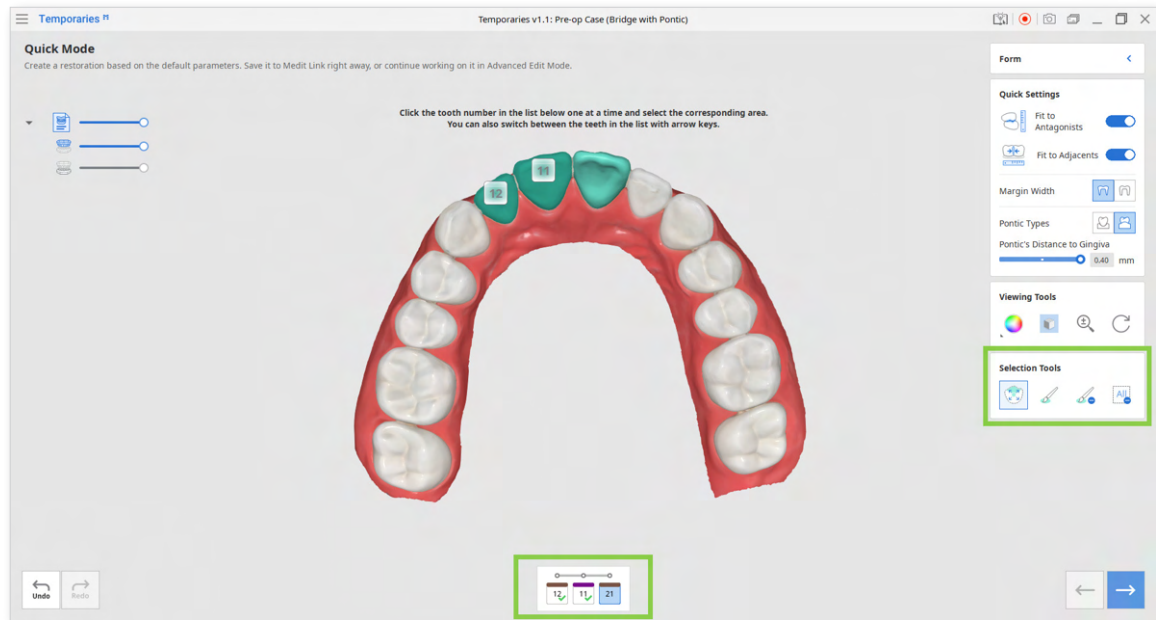 Temporaries
Temporaries v1.1: Pre-op Case (Bridge with Pontic)
Quick Mode
Create a restoration based on the default parameters. Save it to Medit Link right away, or continue working on it in Advanced Edit Mode.
Click the tooth number in the list below one at a time and select the corresponding area.
You can also switch between the teeth in the list with arrow keys.
12
11
Form
Quick Settings
Fit to
Antagonists
Fit to Adjacents
Margin Width
Pontic Types
Pontic's Distance to Gingiva
0.40 mm
Viewing Tools
Selection Tools
All
12 11 21
Undo
Redo